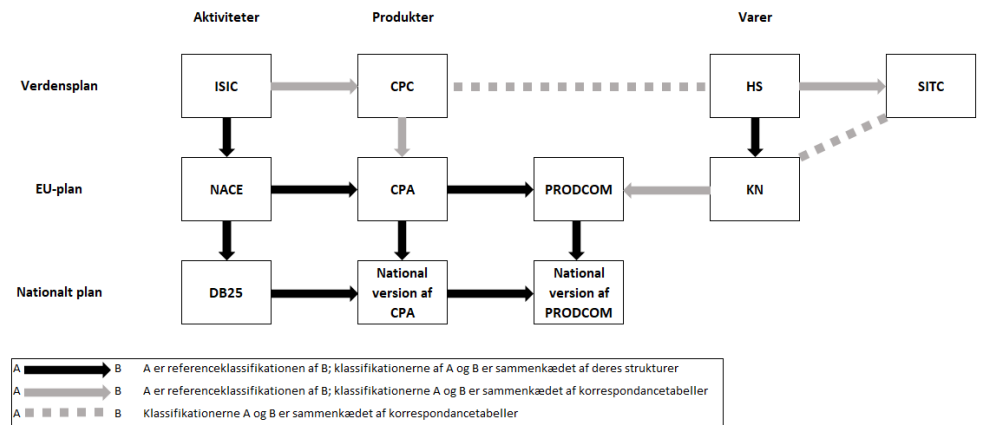 Aktiviteter Produkter Varer
Verdensplan ISIC CPC HS SITC
EU-plan NACE CPA PRODCOM KN
Nationalt plan DB25
National
version af
CPA
National
version af
PRODCOM
A B A er referenceklassifikationen af B; klassifikationerne af A og B er sammenkædet af deres strukturer
A B A er referenceklassifikationen af B; klassifikationerne A og B er sammenkædet af korrespondancetabeller
A B Klassifikationerne A og B er sammenkædet af korrespondancetabeller